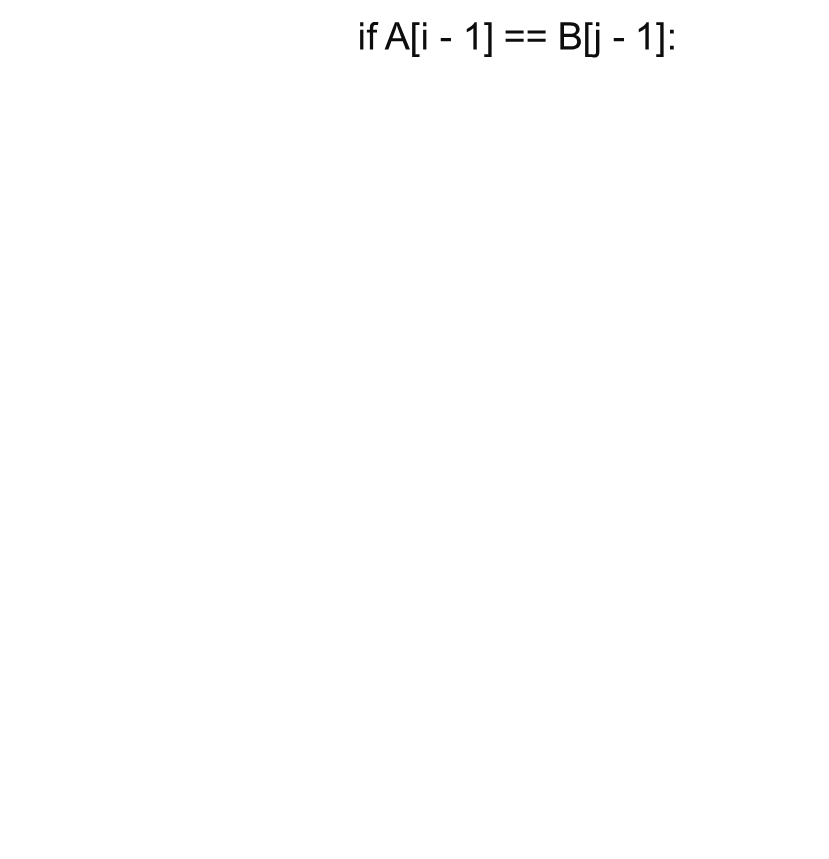 if A[i - 1] == B[j - 1]: